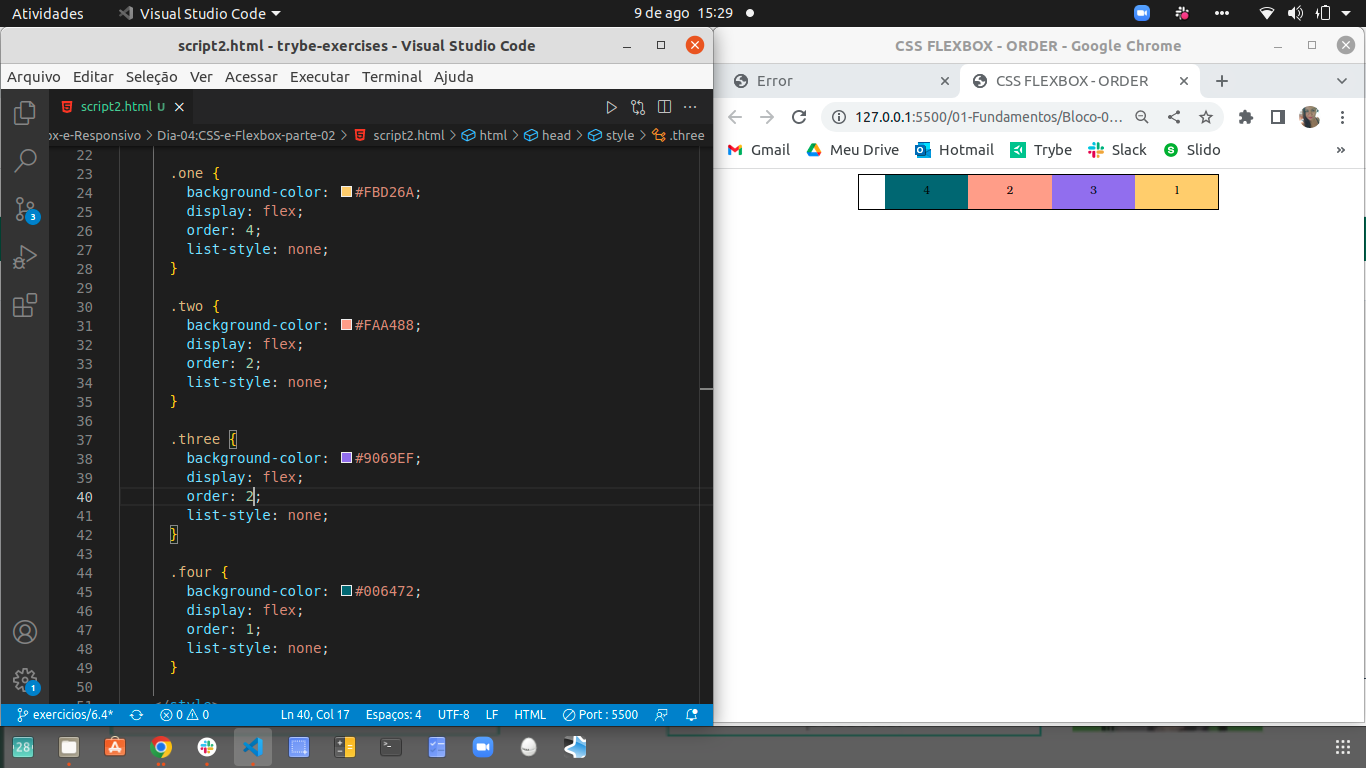 Atividades
Visual Studio Code
9 de ago 15:29
script2.html - trybe-exercises - Visual Studio Code
Arquivo Editar Seleção Ver Acessar Executar Terminal Ajuda
script2.html U
ox-e-Responsivo > Dia-04:CSS-e-Flexbox-parte-02 > script2.html > html > head > style > .three
22
23 .one {
24 background-color: #FBD26A;
25 display: flex;
26 order: 4;
27 list-style: none;
28 }
29
30 .two {
31 background-color: #FAA488;
32 display: flex;
33 order: 2;
34 list-style: none;
35 }
36
37 .three {
38 background-color: #9069EF;
39 display: flex;
40 order: 2;
41 list-style: none;
42 }
43
44 .four {
45 background-color: #006472;
46 display: flex;
47 order: 1;
48 list-style: none;
49 }
50
51 </style>
3
1
exercicios/6.4* 0 0 Ln 40, Col 17 Espaços: 4 UTF-8 LF HTML Port : 5500
CSS FLEXBOX - ORDER - Google Chrome
Error
CSS FLEXBOX - ORDER
127.0.0.1:5500/01-Fundamentos/Bloco-0...
Gmail Meu Drive Hotmail Trybe Slack Slido »
4 2 3 1
28